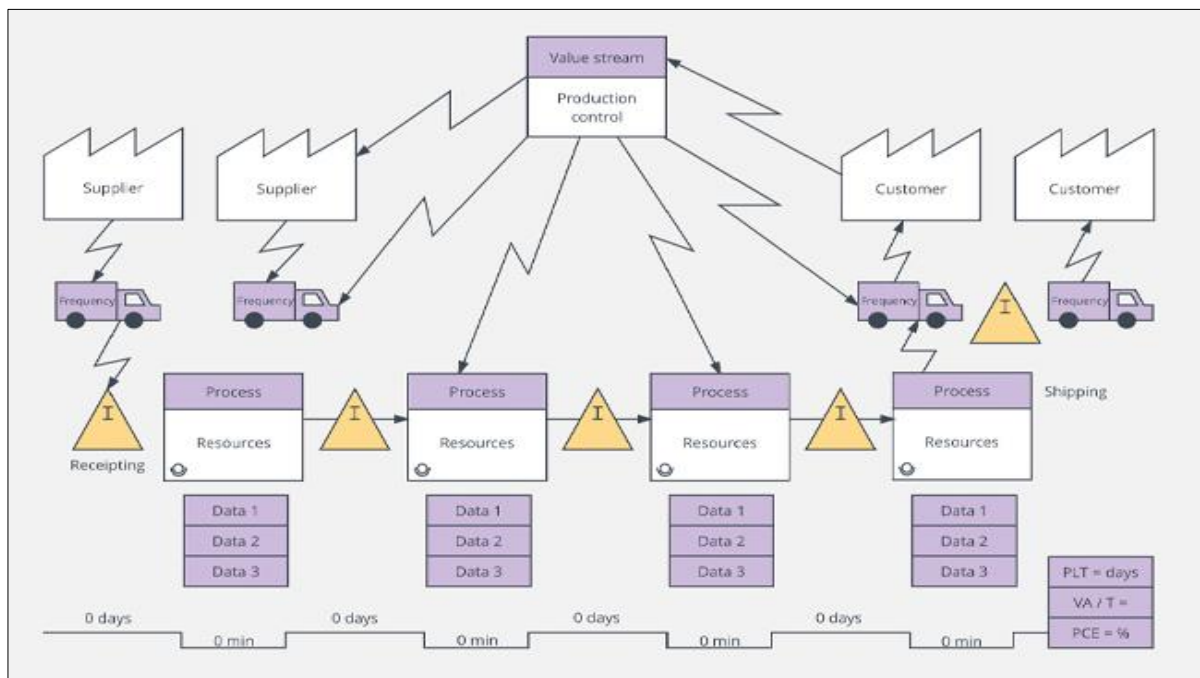 Value stream
Production
control
Supplier
Supplier
Customer
Customer
Frequency
Frequency
Frequency
Frequency
I
I
Receipting
Process
Resources
I
Process
Resources
I
Process
Resources
I
Process
Resources
Shipping
Data 1
Data 2
Data 3
Data 1
Data 2
Data 3
Data 1
Data 2
Data 3
Data 1
Data 2
Data 3
0 days
0 min
0 days
0 min
0 days
0 min
0 days
0 min
PLT = days
VA / T =
PCE = %